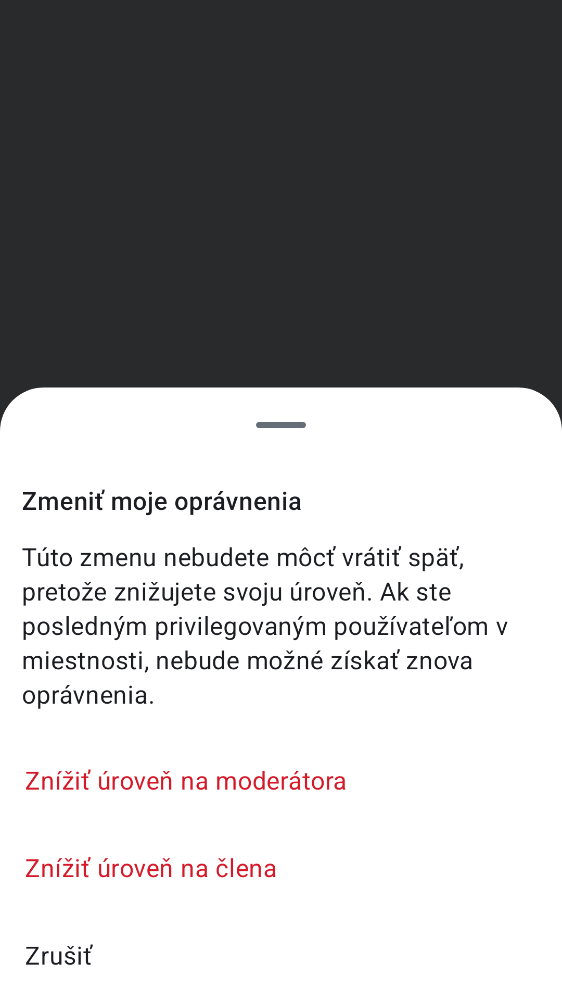 Zmeniť moje oprávnenia
Túto zmenu nebudete môcť vrátiť späť,
pretože znižujete svoju úroveň. Ak ste
posledným privilegovaným používateľom v
miestnosti, nebude možné získať znova
oprávnenia.
Znížiť úroveň na moderátora
Znížiť úroveň na člena
Zrušiť